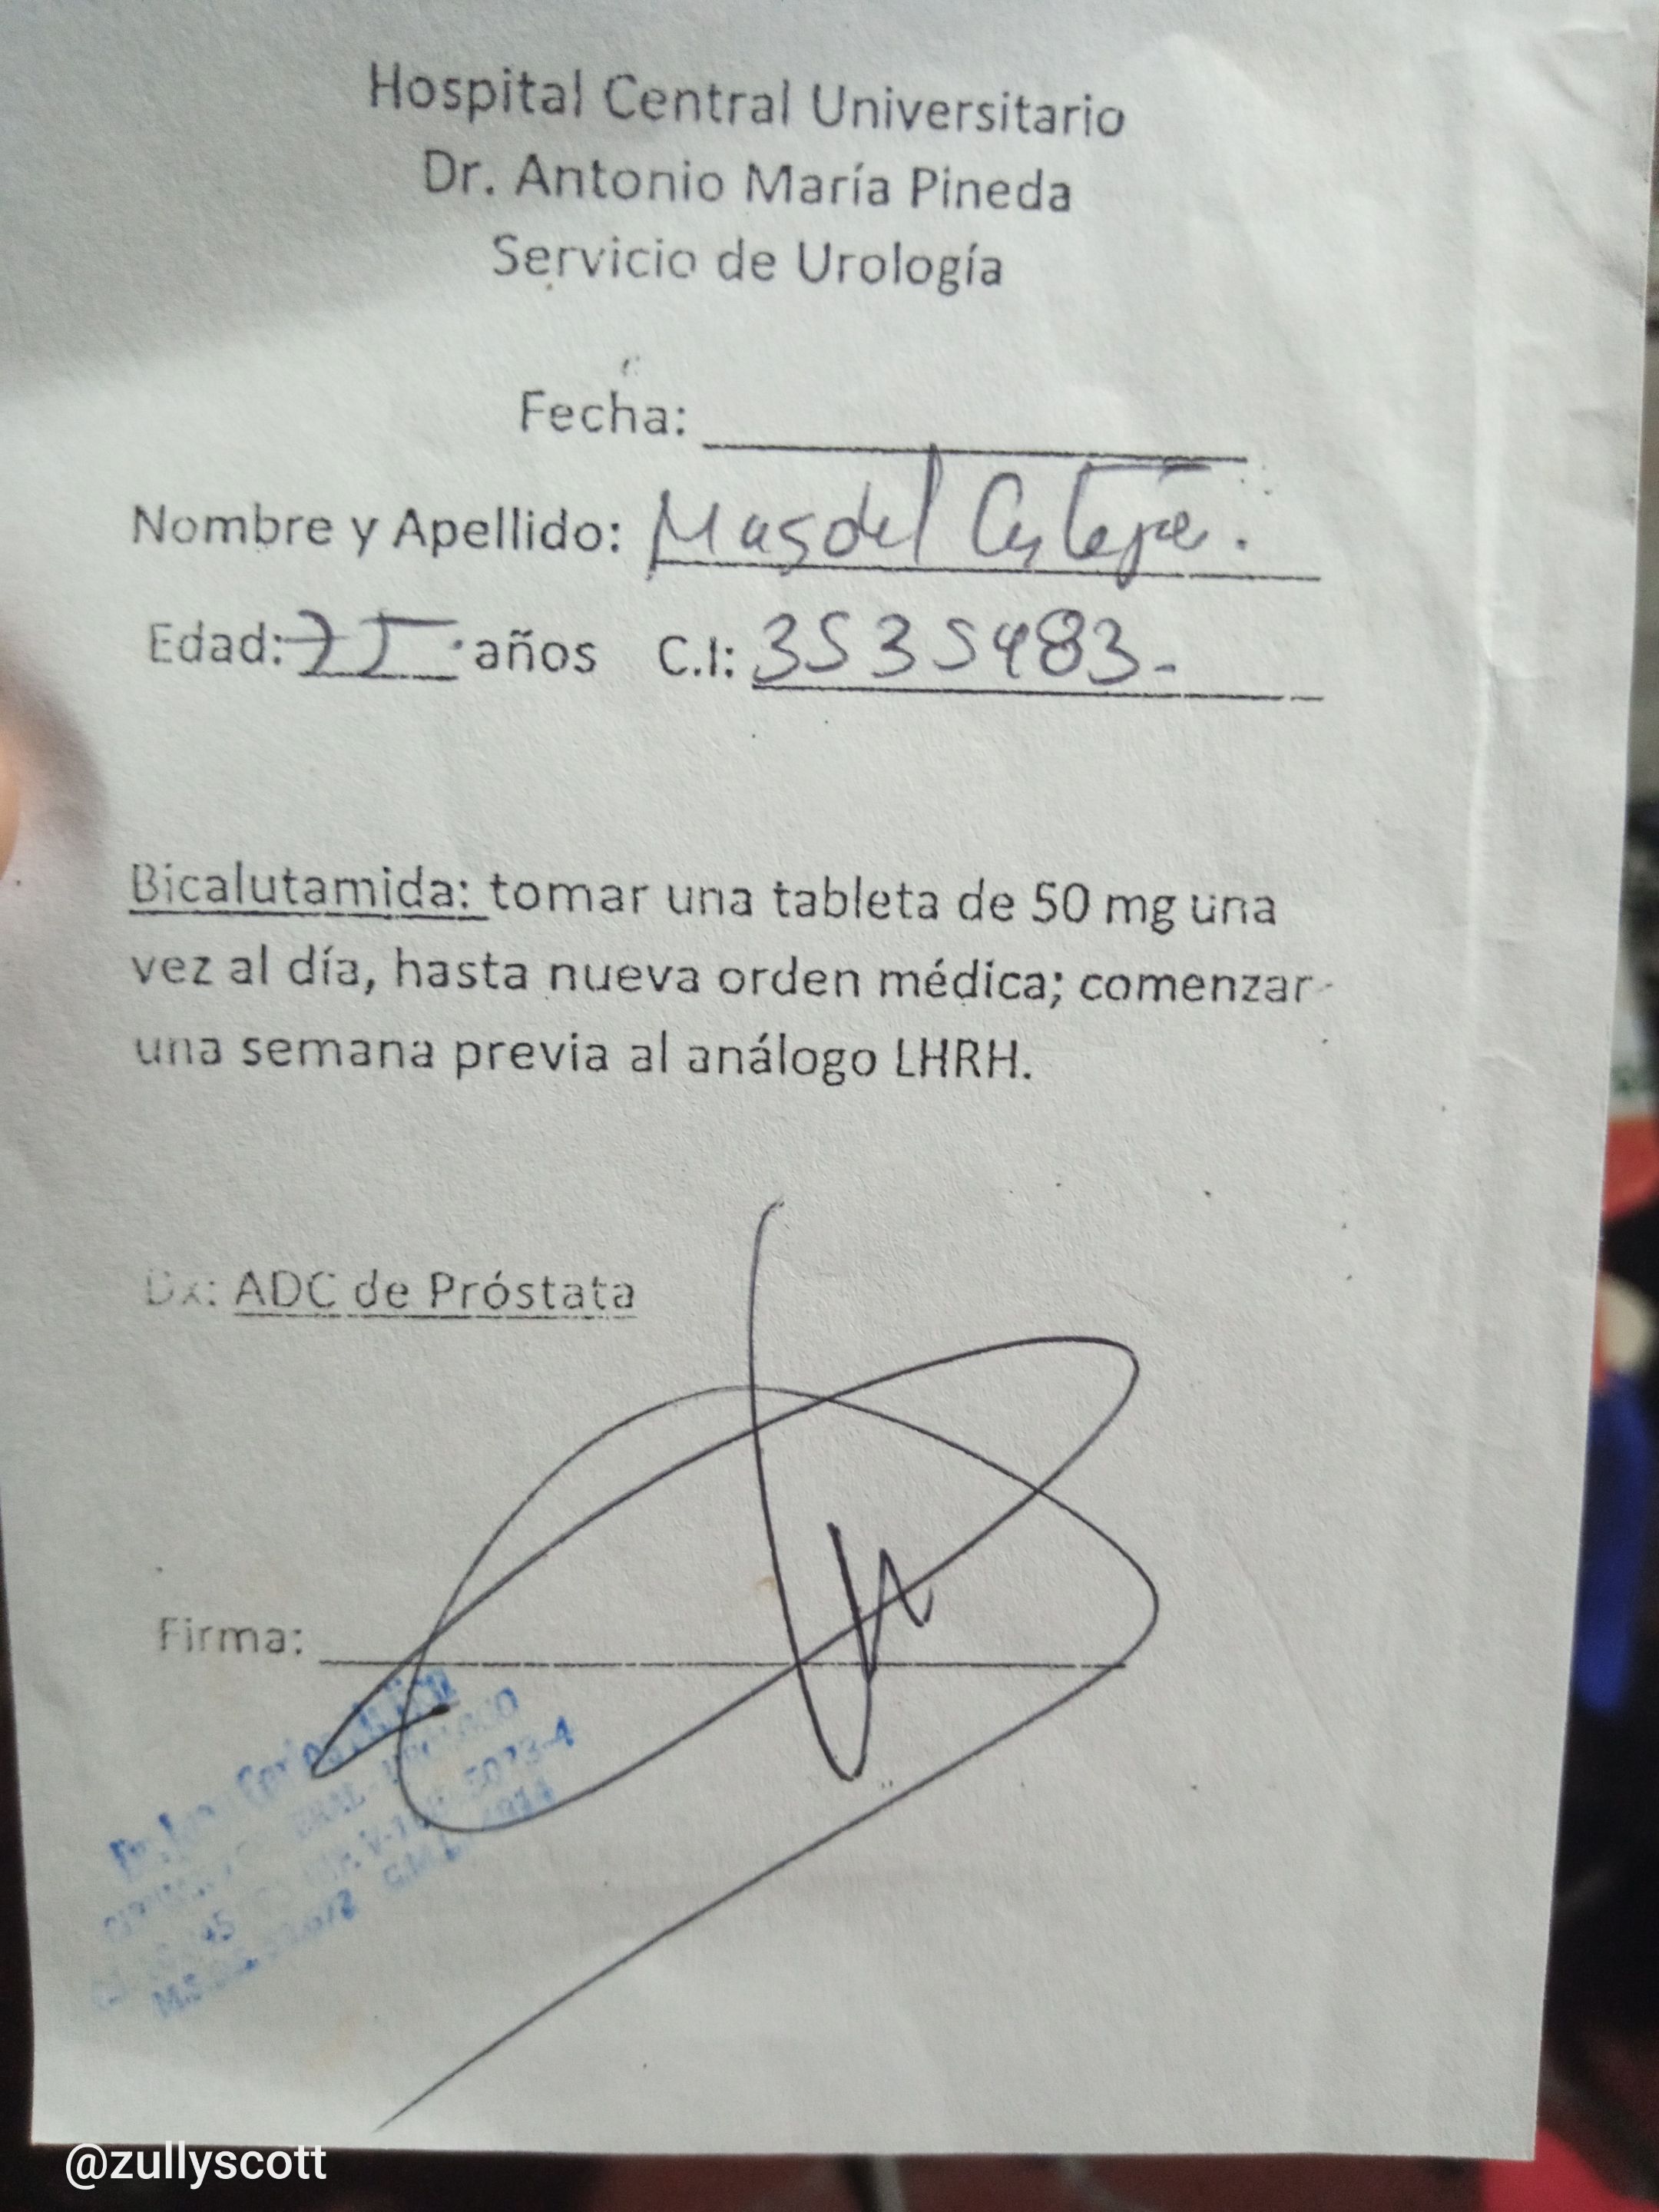 Hospital Central Universitario
Dr. Antonio María Pineda
Servicio de Urología
Fecha:
Nombre y Apellido:
Edad: 75 años C.I: 3535483.
Bicalutamida: tomar una tableta de 50 mg una
vez al día, hasta nueva orden médica; comenzar
una semana previa al análogo LHRH.
Dx: ADC de Próstata
Firma:
@zullyscott